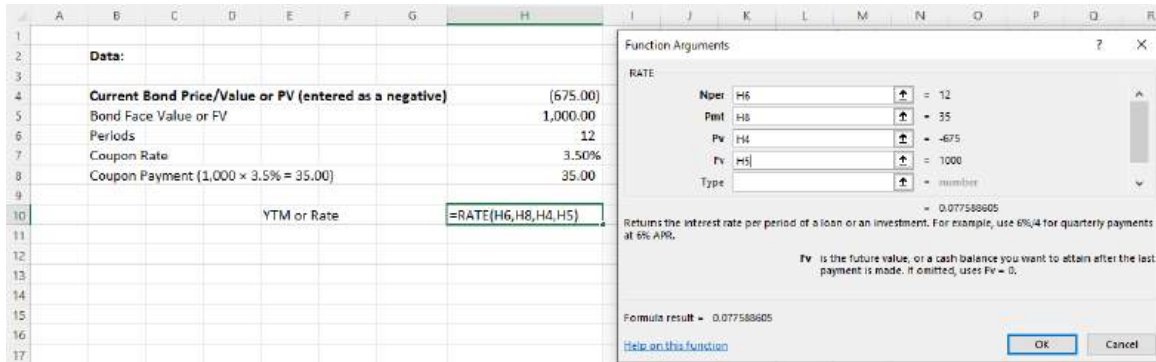 A B C D E F G H I J K L M N O P Q R
1
2 Data:
3
4 Current Bond Price/Value or PV (entered as a negative) (675.00)
5 Bond Face Value or FV 1,000.00
6 Periods 12
7 Coupon Rate 3.50%
8 Coupon Payment (1,000 × 3.5% = 35.00) 35.00
9
10 YTM or Rate =RATE(H6,H8,H4,H5)
11
12
13
14
15
16
17
Function Arguments ? ×
RATE
Nper H6 = 12
Pmt H8 = 35
Pv H4 = -675
Fv H5 = 1000
Type = number
= 0.077588605
Returns the interest rate per period of a loan or an investment. For example, use 6%/4 for quarterly payments
at 6% APR.
Fv is the future value, or a cash balance you want to attain after the last
payment is made. If omitted, uses Fv = 0.
Formula result = 0.077588605
Help on this function OK Cancel